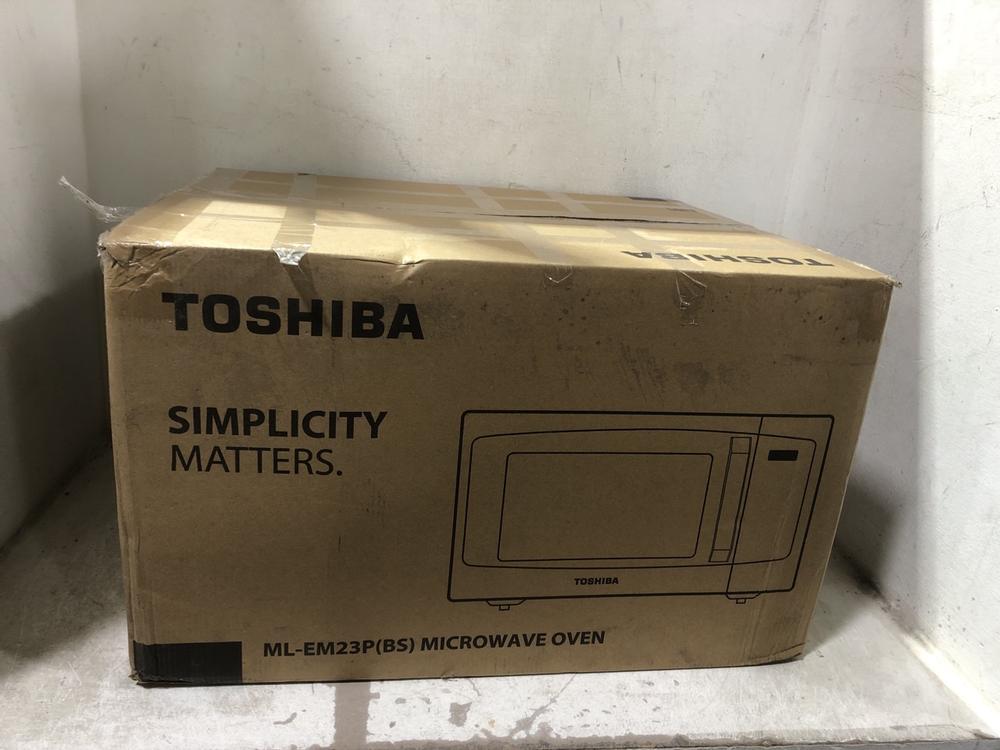 TOSHIBA
TOSHIBA
SIMPLICITY
MATTERS.
TOSHIBA
ML-EM23P(BS) MICROWAVE OVEN